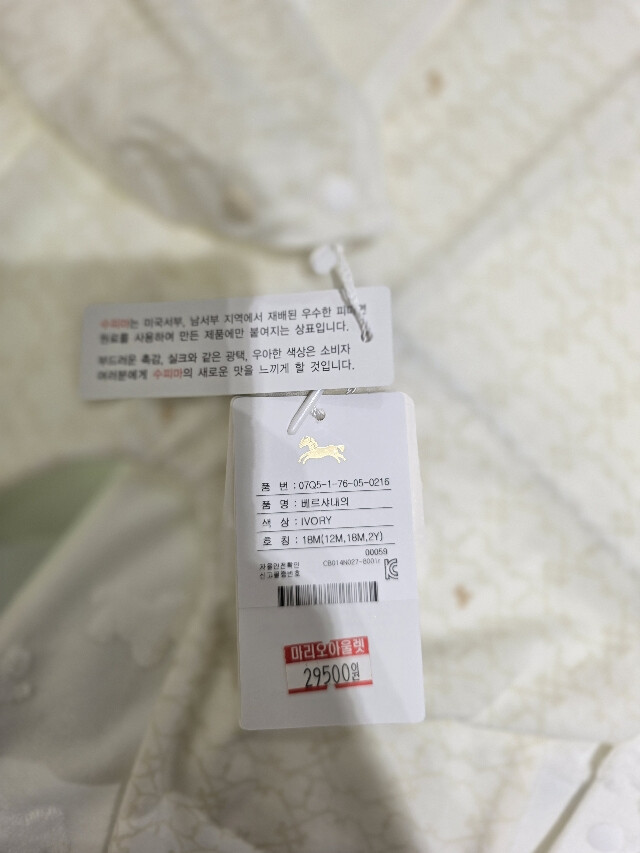 수피마는 미국서부, 남서부 지역에서 재배된 우수한 피마
원료를 사용하여 만든 제품에만 붙여지는 상표입니다.
부드러운 촉감, 실크와 같은 광택, 우아한 색상은 소비자
여러분에게 수피마의 새로운 맛을 느끼게 할 것입니다.
품 번 : 07Q5-1-76-05-0216
품 명 : 베르샤내의
색 상 : IVORY
호 칭 : 18M(12M,18M,2Y)
00059
자율안전확인
신고필증번호
마리오아울렛
29500원